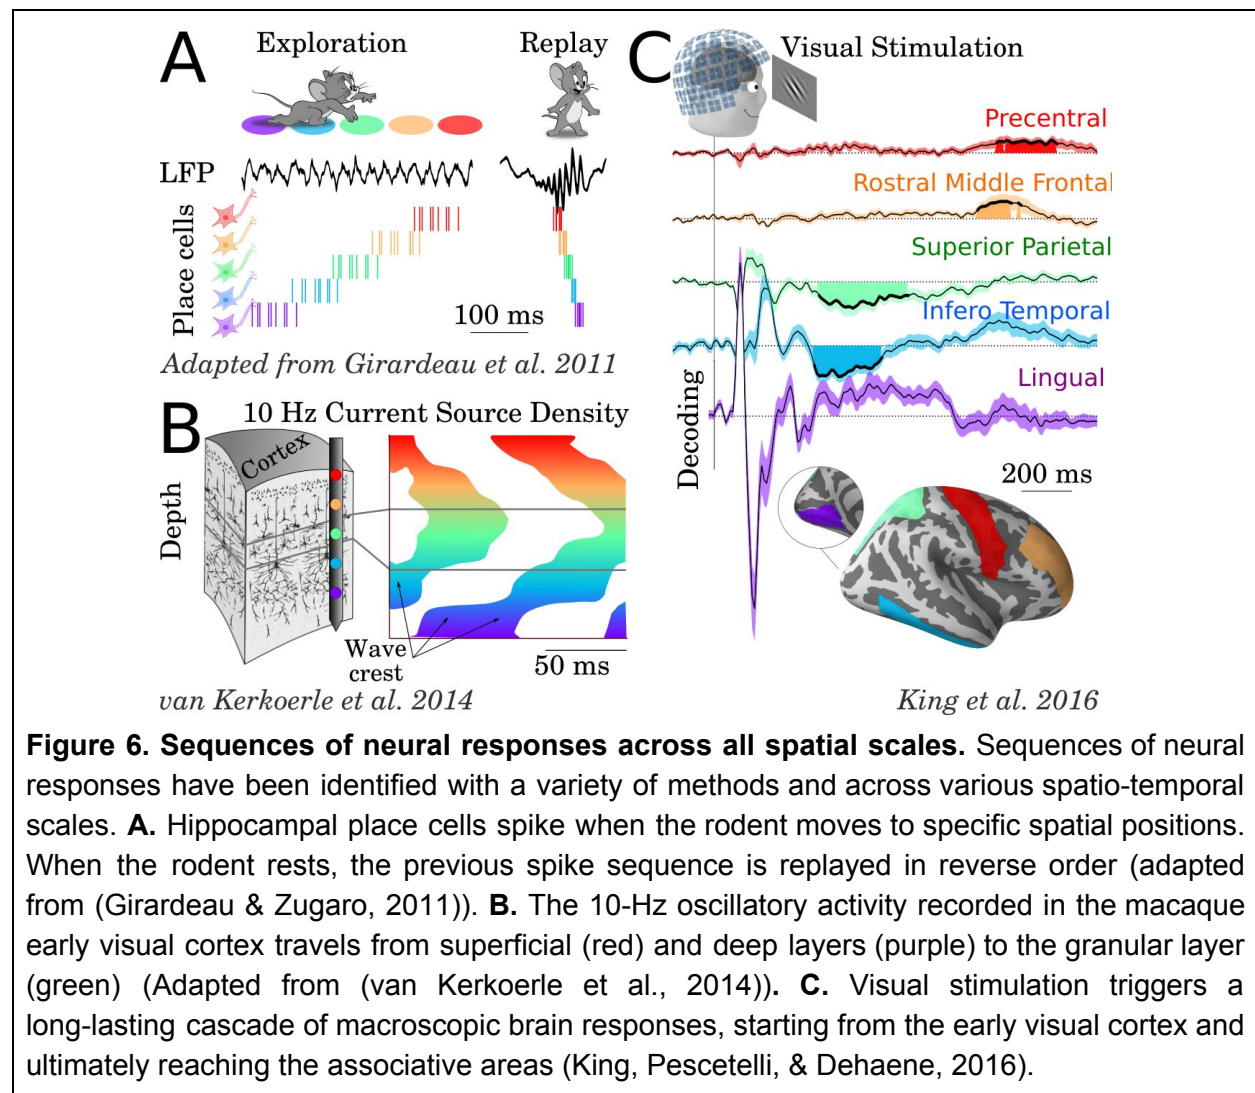 A
Exploration
Replay
LFP
Place cells
100 ms
Adapted from Girardeau et al. 2011
B
10 Hz Current Source Density
Cortex
Depth
Wave
crest
50 ms
van Kerkoerle et al. 2014
C
Visual Stimulation
Precentral
Rostral Middle Frontal
Superior Parietal
Infero Temporal
Lingual
Decoding
200 ms
King et al. 2016
Figure 6. Sequences of neural responses across all spatial scales. Sequences of neural
responses have been identified with a variety of methods and across various spatio-temporal
scales. A. Hippocampal place cells spike when the rodent moves to specific spatial positions.
When the rodent rests, the previous spike sequence is replayed in reverse order (adapted
from (Girardeau & Zugaro, 2011)). B. The 10-Hz oscillatory activity recorded in the macaque
early visual cortex travels from superficial (red) and deep layers (purple) to the granular layer
(green) (Adapted from (van Kerkoerle et al., 2014)). C. Visual stimulation triggers a
long-lasting cascade of macroscopic brain responses, starting from the early visual cortex and
ultimately reaching the associative areas (King, Pescetelli, & Dehaene, 2016).